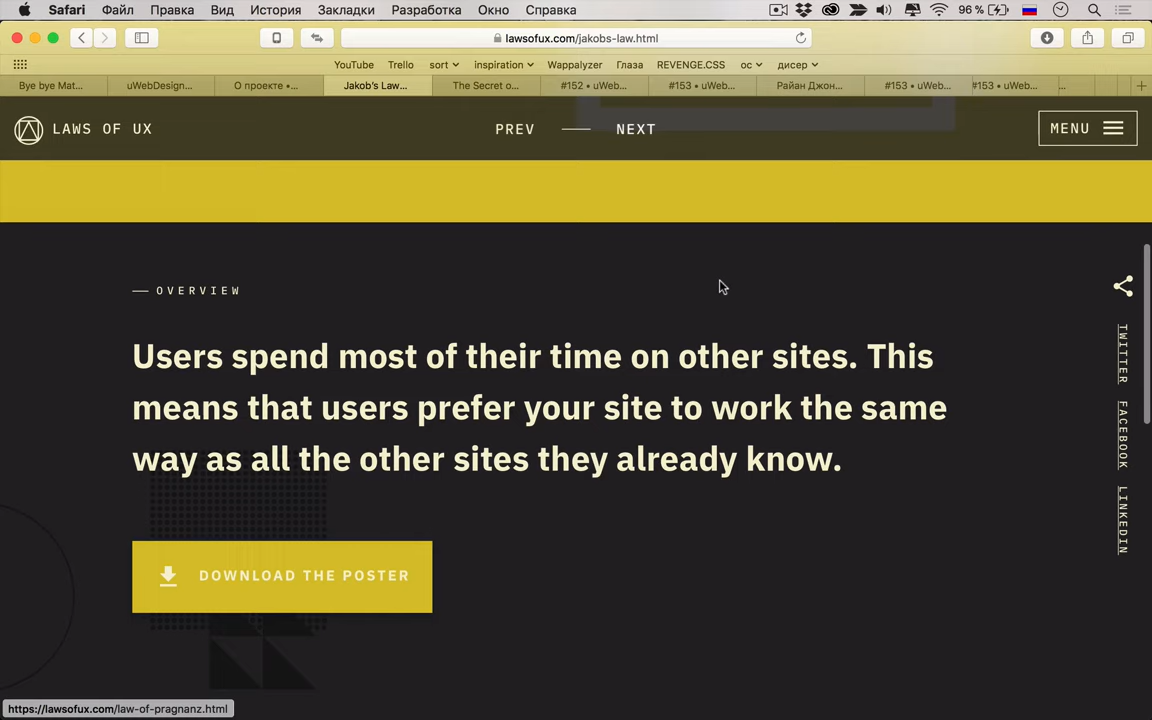 Safari Файл Правка Вид История Закладки Разработка Окно Справка 96 %
lawsofux.com/jakobs-law.html
YouTube Trello sort inspiration Wappalyzer Глаза REVENGE.CSS ос дисер
Bye bye Mat... uWebDesign... О проекте •... Jakob's Law... The Secret o... #152 • uWeb... #153 • uWeb... Райан Джон... #153 • uWeb... #153 • uWeb... ...
LAWS OF UX PREV NEXT MENU
OVERVIEW
Users spend most of their time on other sites. This
means that users prefer your site to work the same
way as all the other sites they already know.
DOWNLOAD THE POSTER
TWITTER
FACEBOOK
LINKEDIN
https://lawsofux.com/law-of-pragnanz.html